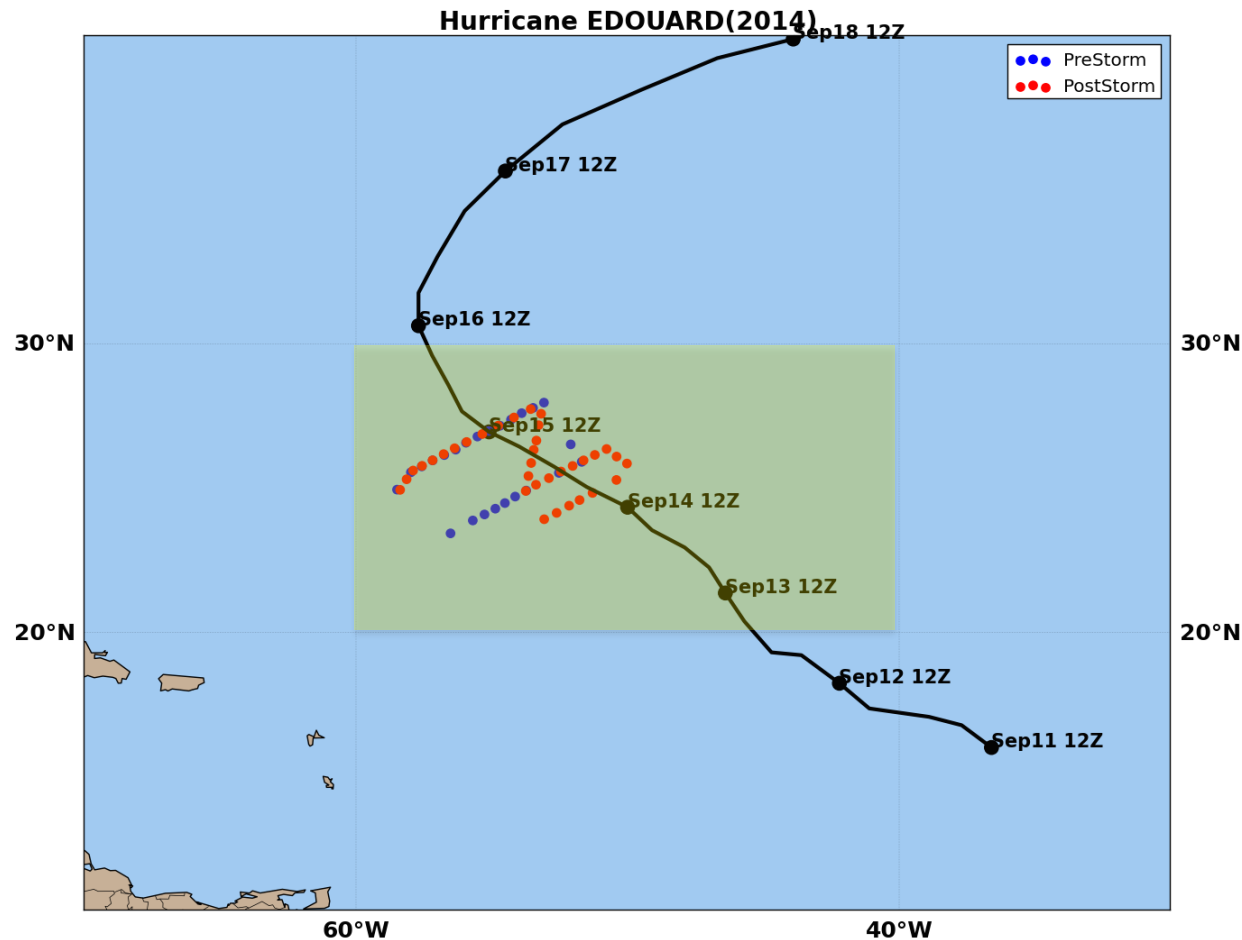 Hurricane EDOUARD(2014)
Sep18 12Z
PreStorm
PostStorm
Sep17 12Z
Sep16 12Z
30°N
30°N
Sep15 12Z
Sep14 12Z
Sep13 12Z
20°N
20°N
Sep12 12Z
Sep11 12Z
60°W
40°W